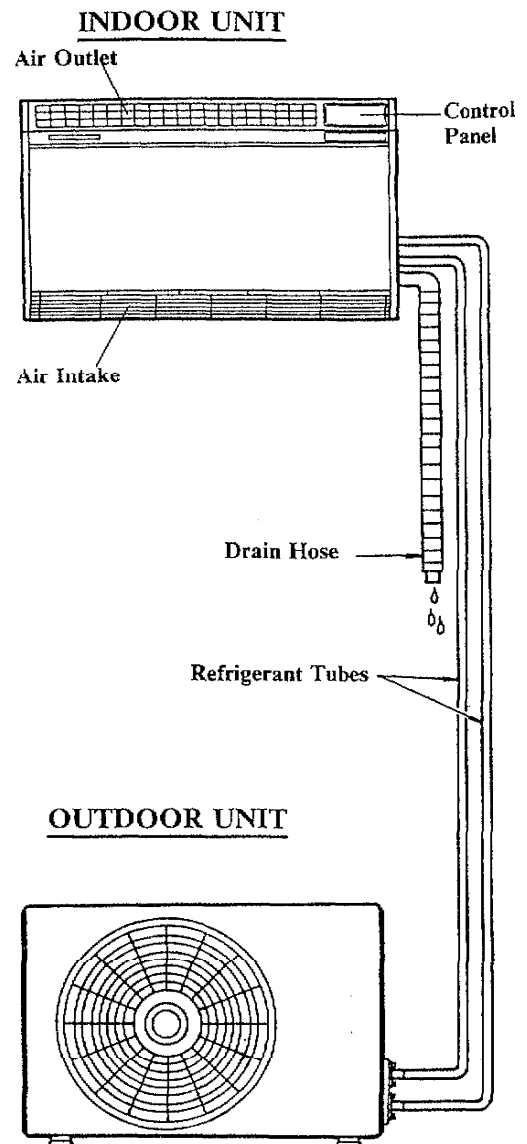 INDOOR UNIT
Air Outlet
Control
Panel
Air Intake
Drain Hose
Refrigerant Tubes
OUTDOOR UNIT